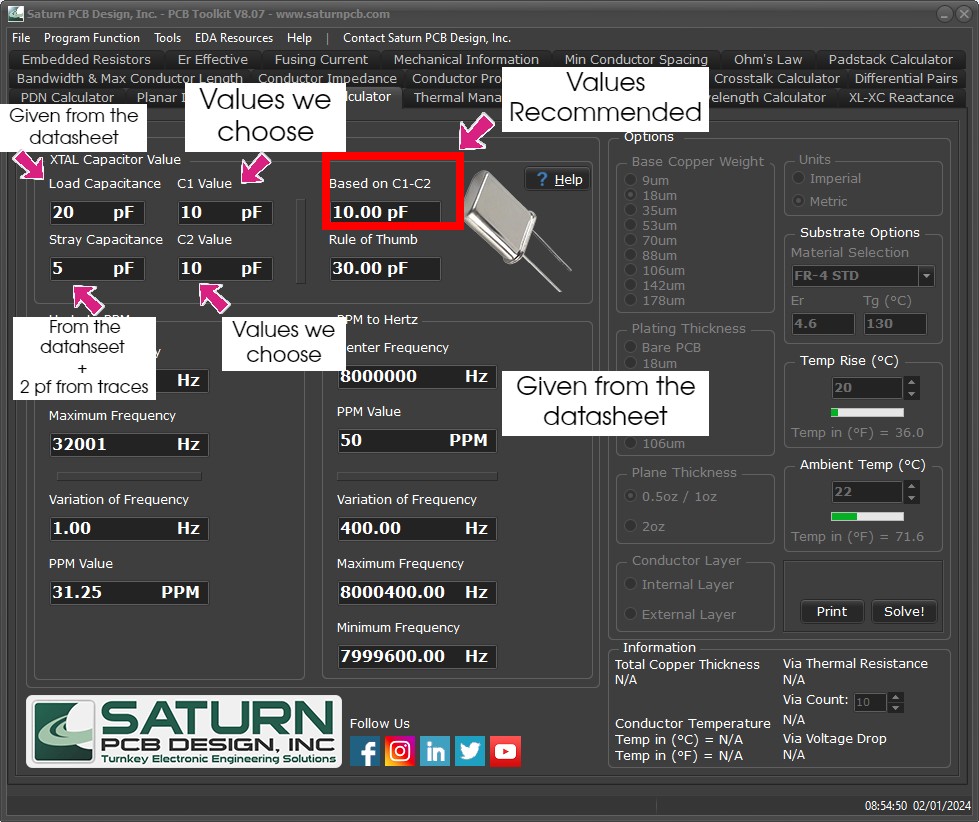 Saturn PCB Design, Inc. - PCB Toolkit V8.07 - www.saturnpcb.com
File Program Function Tools EDA Resources Help | Contact Saturn PCB Design, Inc.
Embedded Resistors Er Effective Fusing Current Mechanical Information Min Conductor Spacing Ohm's Law Padstack Calculator
Bandwidth & Max Conductor Length Conductor Impedance Conductor Pro Crosstalk Calculator Differential Pairs
PDN Calculator Planar I Calculator Thermal Mana elength Calculator XL-XC Reactance
Given from the
datasheet
Values we
choose
Values
Recommended
XTAL Capacitor Value
Load Capacitance C1 Value Based on C1-C2
20 pF 10 pF 10.00 pF
? Help
Stray Capacitance C2 Value Rule of Thumb
5 pF 10 pF 30.00 pF
From the
datahseet
+
2 pf from traces
Values we
choose
Hz
Maximum Frequency
32001 Hz
Variation of Frequency
1.00 Hz
PPM Value
31.25 PPM
PPM to Hertz
Center Frequency
8000000 Hz
Given from the
datasheet
PPM Value
50 PPM
Variation of Frequency
400.00 Hz
Maximum Frequency
8000400.00 Hz
Minimum Frequency
7999600.00 Hz
Options
Base Copper Weight
9um
18um
35um
53um
70um
88um
106um
142um
178um
Plating Thickness
Bare PCB
18um
106um
Plane Thickness
0.5oz / 1oz
2oz
Conductor Layer
Internal Layer
External Layer
Units
Imperial
Metric
Substrate Options
Material Selection
FR-4 STD
Er Tg (°C)
4.6 130
Temp Rise (°C)
20
Temp in (°F) = 36.0
Ambient Temp (°C)
22
Temp in (°F) = 71.6
Print Solve!
Information
Total Copper Thickness
N/A
Conductor Temperature
Temp in (°C) = N/A
Temp in (°F) = N/A
Via Thermal Resistance
N/A
Via Count: 10
N/A
Via Voltage Drop
N/A
SATURN
PCB DESIGN, INC
Turnkey Electronic Engineering Solutions
Follow Us
08:54:50 02/01/2024